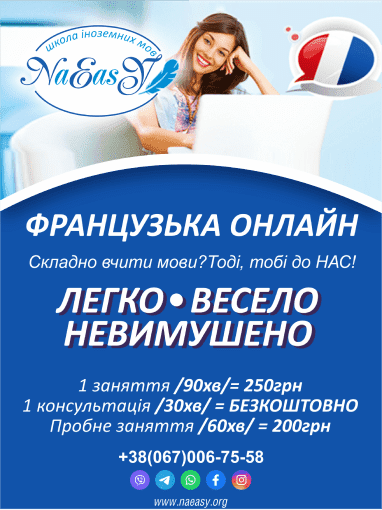 школа іноземних мов
NaEasY
ФРАНЦУЗЬКА ОНЛАЙН
Складно вчити мови?Тоді, тобі до НАС!
ЛЕГКО•ВЕСЕЛО
НЕВИМУШЕНО
1 заняття /90хв/= 250грн
1 консультація /30хв/ = БЕЗКОШТОВНО
Пробне заняття /60хв/ = 200грн
+38(067)006-75-58
www.naeasy.org